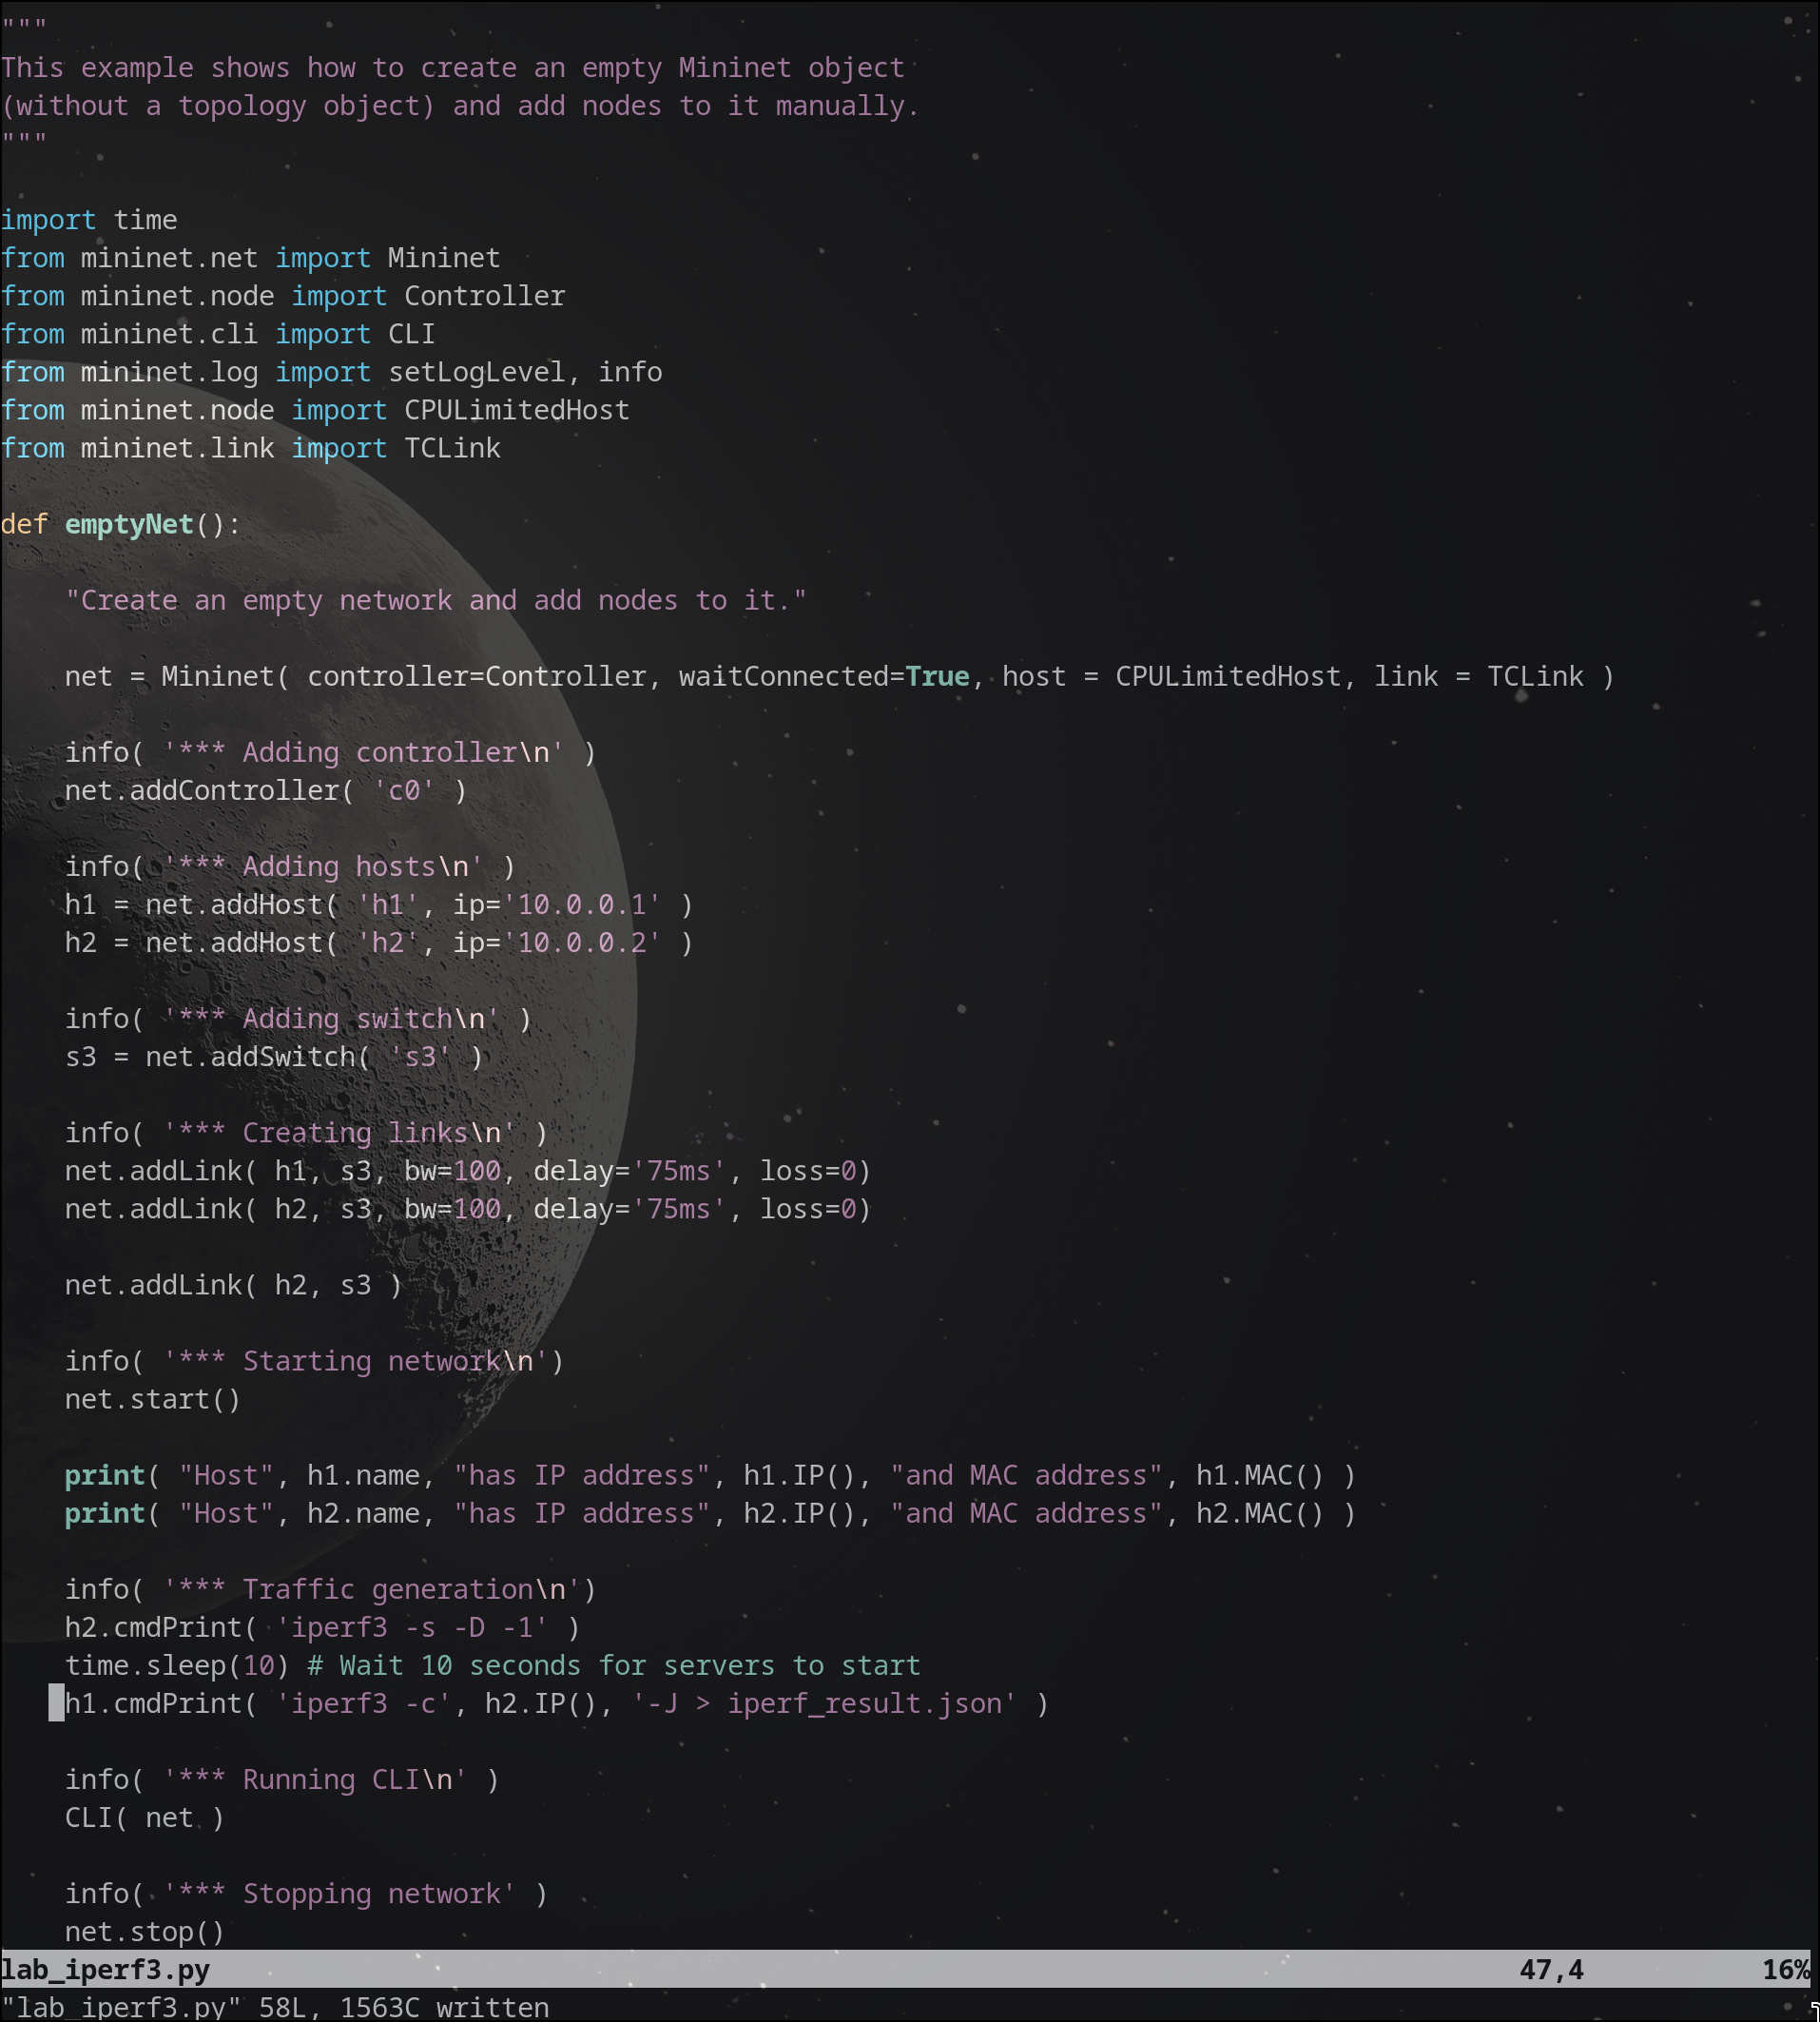 """
This example shows how to create an empty Mininet object
(without a topology object) and add nodes to it manually.
"""
import time
from mininet.net import Mininet
from mininet.node import Controller
from mininet.cli import CLI
from mininet.log import setLogLevel, info
from mininet.node import CPULimitedHost
from mininet.link import TCLink
def emptyNet():
    "Create an empty network and add nodes to it."
    net = Mininet( controller=Controller, waitConnected=True, host = CPULimitedHost, link = TCLink )
    info( '*** Adding controller\n' )
    net.addController( 'c0' )
    info( '*** Adding hosts\n' )
    h1 = net.addHost( 'h1', ip='10.0.0.1' )
    h2 = net.addHost( 'h2', ip='10.0.0.2' )
    info( '*** Adding switch\n' )
    s3 = net.addSwitch( 's3' )
    info( '*** Creating links\n' )
    net.addLink( h1, s3, bw=100, delay='75ms', loss=0)
    net.addLink( h2, s3, bw=100, delay='75ms', loss=0)
    net.addLink( h2, s3 )
    info( '*** Starting network\n')
    net.start()
    print( "Host", h1.name, "has IP address", h1.IP(), "and MAC address", h1.MAC() )
    print( "Host", h2.name, "has IP address", h2.IP(), "and MAC address", h2.MAC() )
    info( '*** Traffic generation\n')
    h2.cmdPrint( 'iperf3 -s -D -1' )
    time.sleep(10) # Wait 10 seconds for servers to start
    h1.cmdPrint( 'iperf3 -c', h2.IP(), '-J > iperf_result.json' )
    info( '*** Running CLI\n' )
    CLI( net )
    info( '*** Stopping network' )
    net.stop()
lab_iperf3.py 47,4 16%
"lab_iperf3.py" 58L, 1563C written